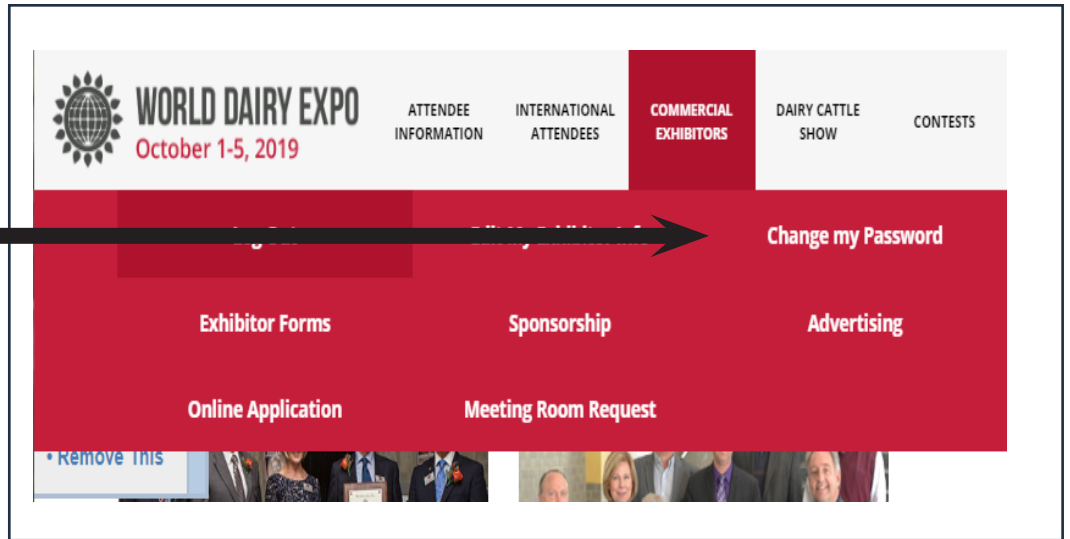 WORLD DAIRY EXPO
October 1-5, 2019
ATTENDEE
INFORMATION
INTERNATIONAL
ATTENDEES
COMMERCIAL
EXHIBITORS
DAIRY CATTLE
SHOW
CONTESTS
Change my Password
Exhibitor Forms
Sponsorship
Advertising
Online Application
Meeting Room Request
• Remove This